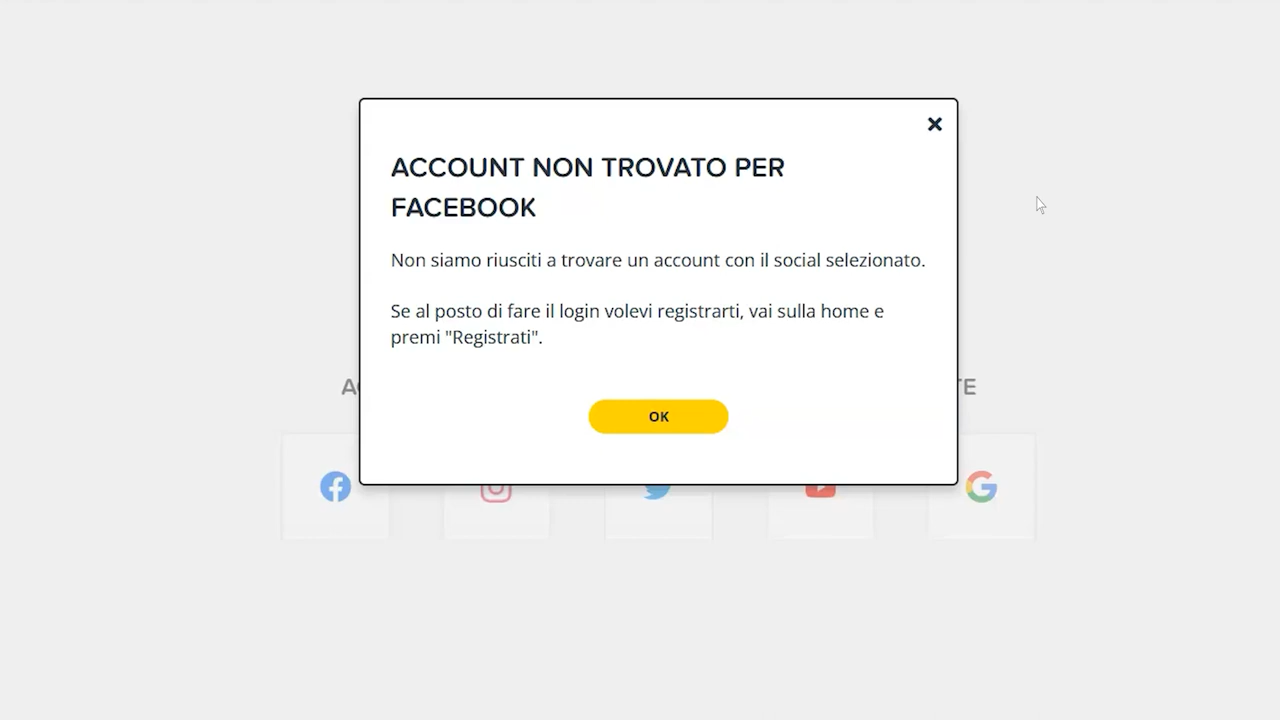 ACCOUNT NON TROVATO PER
FACEBOOK
Non siamo riusciti a trovare un account con il social selezionato.
Se al posto di fare il login volevi registrarti, vai sulla home e
premi "Registrati".
OK